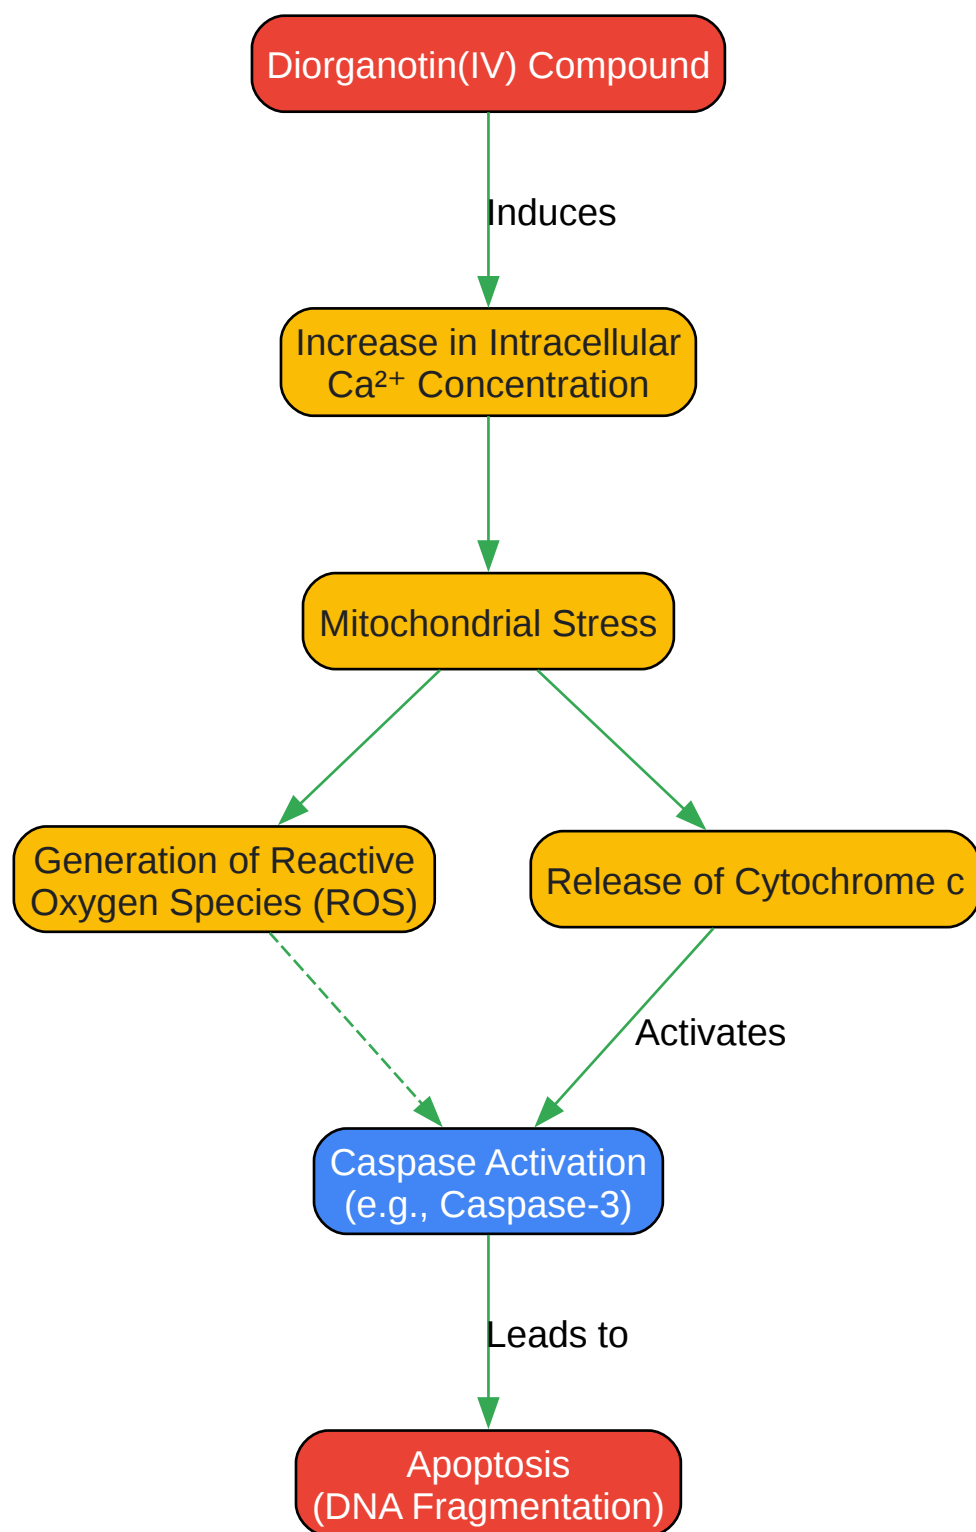 Diorganotin(IV) Compound
Induces
Increase in Intracellular
Ca²⁺ Concentration
Mitochondrial Stress
Generation of Reactive
Oxygen Species (ROS)
Release of Cytochrome c
Activates
Caspase Activation
(e.g., Caspase-3)
Leads to
Apoptosis
(DNA Fragmentation)